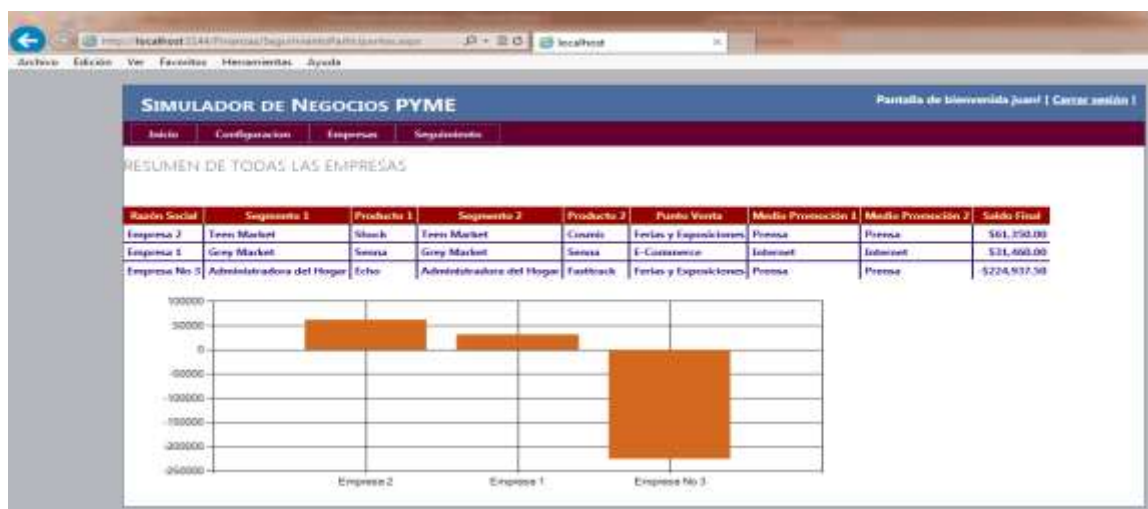 localhost
Archivo Edición Ver Favoritos Herramientas Ayuda
SIMULADOR DE NEGOCIOS PYME
Pantalla de bienvenida Juan! [ Cerrar sesión ]
Inicio Configuracion Empresas Seguimiento
RESUMEN DE TODAS LAS EMPRESAS
Razón Social Segmento 1 Producto 1 Segmento 2 Producto 2 Punto Venta Medio Promoción 1 Medio Promoción 2 Saldo Final
Empresa 2 Teen Market Shock Teen Market Cosmic Ferias y Exposiciones Prensa Prensa $61,350.00
Empresa 1 Grey Market Senna Grey Market Senna E-Commerce Internet Internet $31,460.00
Empresa No 3 Administradora del Hogar Echo Administradora del Hogar Fasttrack Ferias y Exposiciones Prensa Prensa -$224,937.50
100000
50000
0
-50000
-100000
-150000
-200000
-250000
Empresa 2 Empresa 1 Empresa No 3